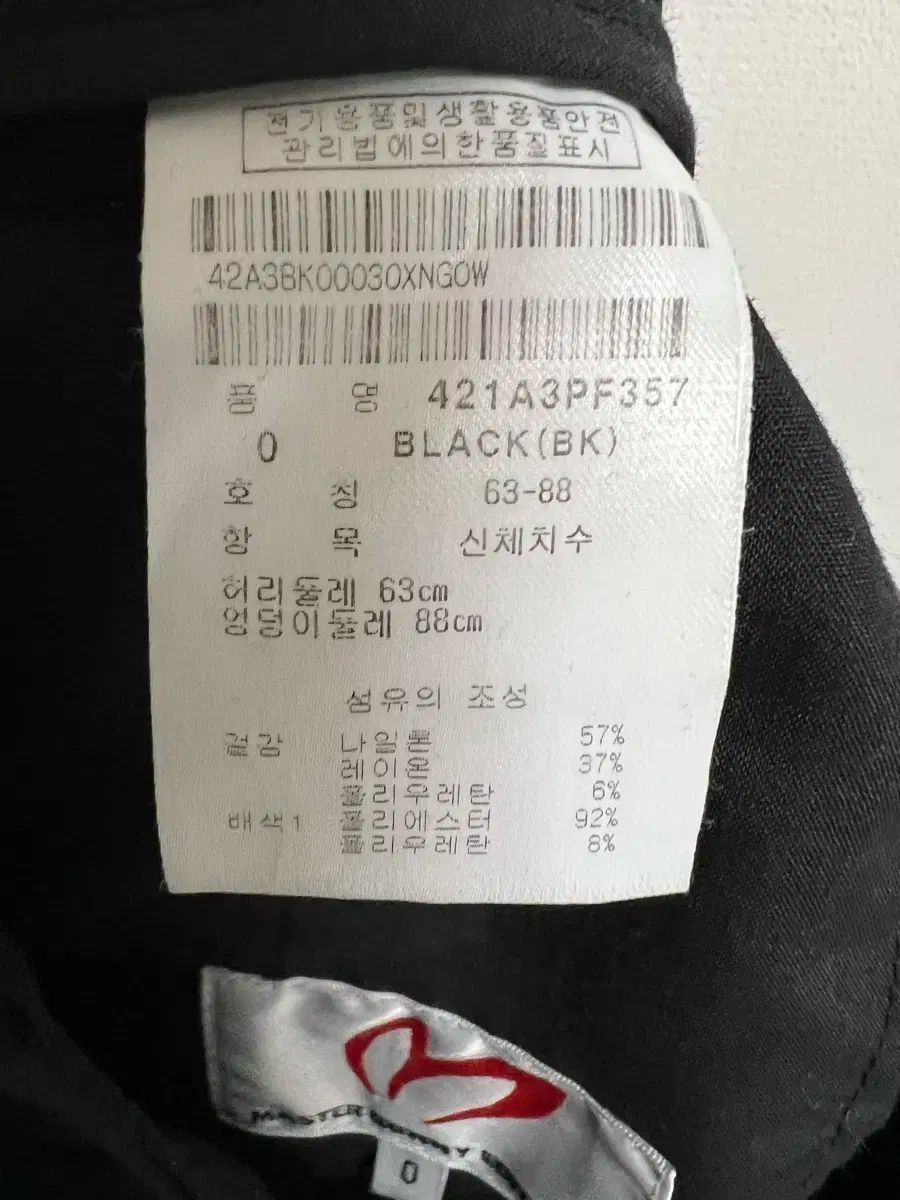 전기용품및생활용품안전
관리법에의한품질표시
42A3BK00030XNG0W
품 명 421A3PF357
0 BLACK(BK)
호 칭 63-88
항 목 신체치수
허리둘레 63cm
엉덩이둘레 88cm
섬유의 조성
겉감 나일론 57%
레이온 37%
폴리우레탄 6%
배색1 폴리에스터 92%
폴리우레탄 8%
MASTER
0